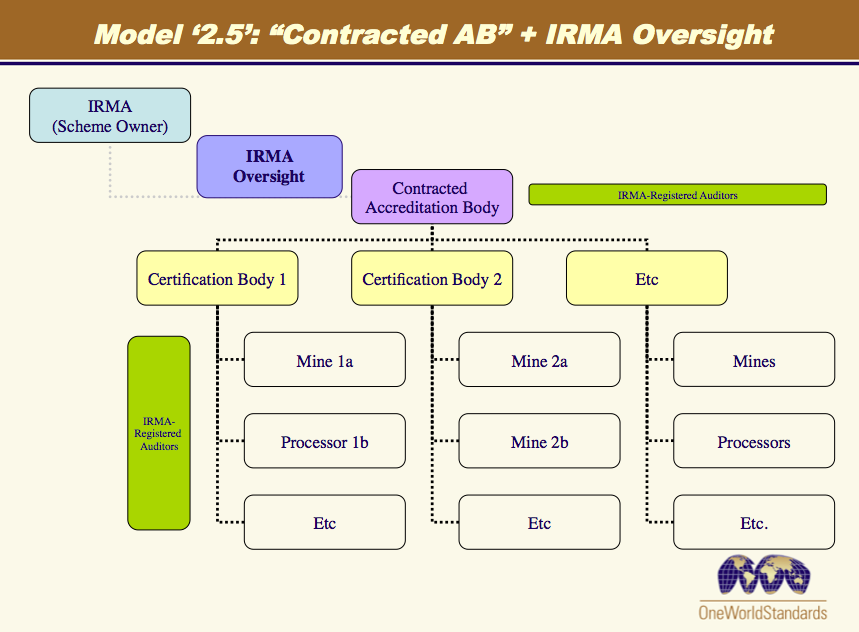 Model ‘2.5’: “Contracted AB” + IRMA Oversight
IRMA
(Scheme Owner)
IRMA
Oversight
Contracted
Accreditation Body
IRMA-Registered Auditors
Certification Body 1
Certification Body 2
Etc
Mine 1a
Mine 2a
Mines
IRMA-
Registered
Auditors
Processor 1b
Mine 2b
Processors
Etc
Etc
Etc.
OneWorldStandards